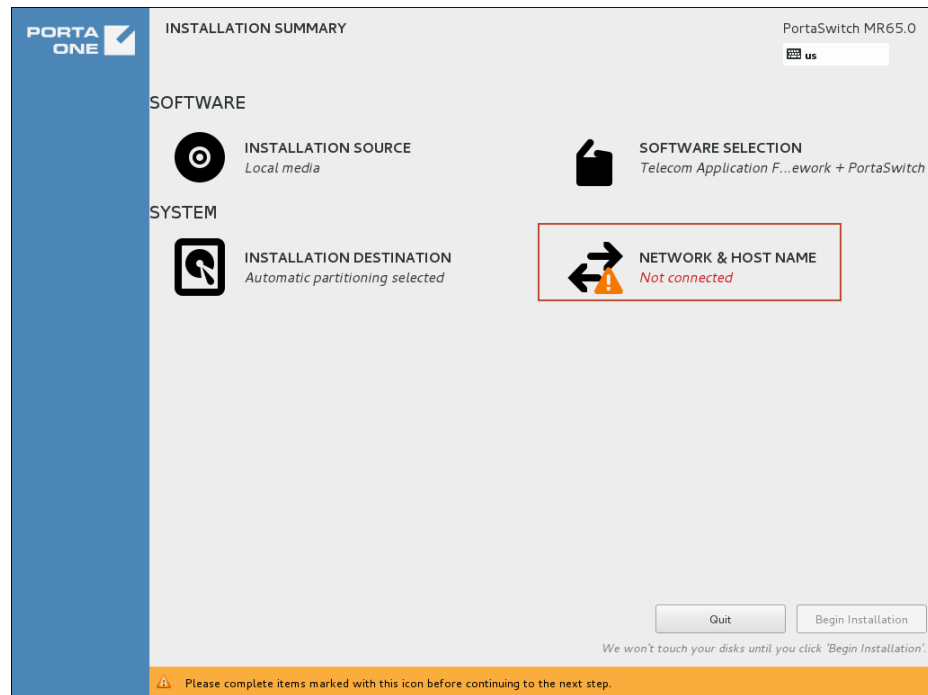 PORTA
ONE
INSTALLATION SUMMARY
PortaSwitch MR65.0
us
SOFTWARE
INSTALLATION SOURCE
Local media
SOFTWARE SELECTION
Telecom Application F...ework + PortaSwitch
SYSTEM
INSTALLATION DESTINATION
Automatic partitioning selected
NETWORK & HOST NAME
Not connected
Quit
Begin Installation
We won't touch your disks until you click 'Begin Installation'.
Please complete items marked with this icon before continuing to the next step.